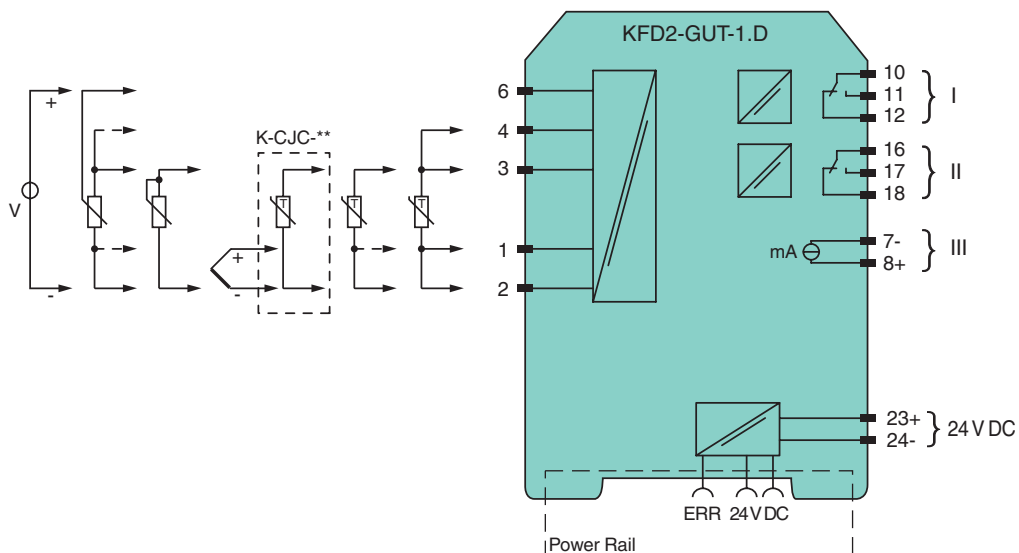 KFD2-GUT-1.D
V
+
-
K-CJC-**
T
+
-
T
T
6
4
3
1
2
10
11
12
I
16
17
18
II
mA
7-
8+
III
23+
24-
24 V DC
ERR 24 V DC
Power Rail